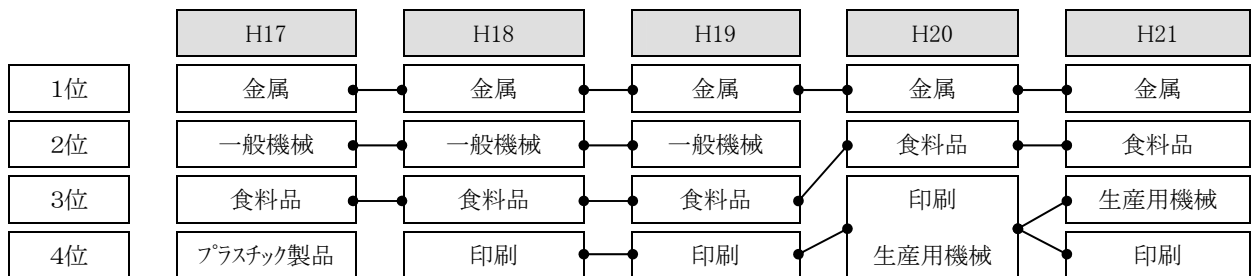 H17 H18 H19 H20 H21
1位 金属 金属 金属 金属 金属
2位 一般機械 一般機械 一般機械 食料品 食料品
3位 食料品 食料品 食料品 印刷 生産用機械
4位 プラスチック製品 印刷 印刷 生産用機械 印刷